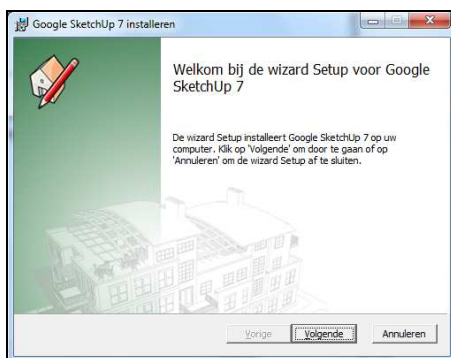 Google SketchUp 7 installeren
Welkom bij de wizard Setup voor Google
SketchUp 7
De wizard Setup installeert Google SketchUp 7 op uw
computer. Klik op 'Volgende' om door te gaan of op
'Annuleren' om de wizard Setup af te sluiten.
Vorige Volgende Annuleren